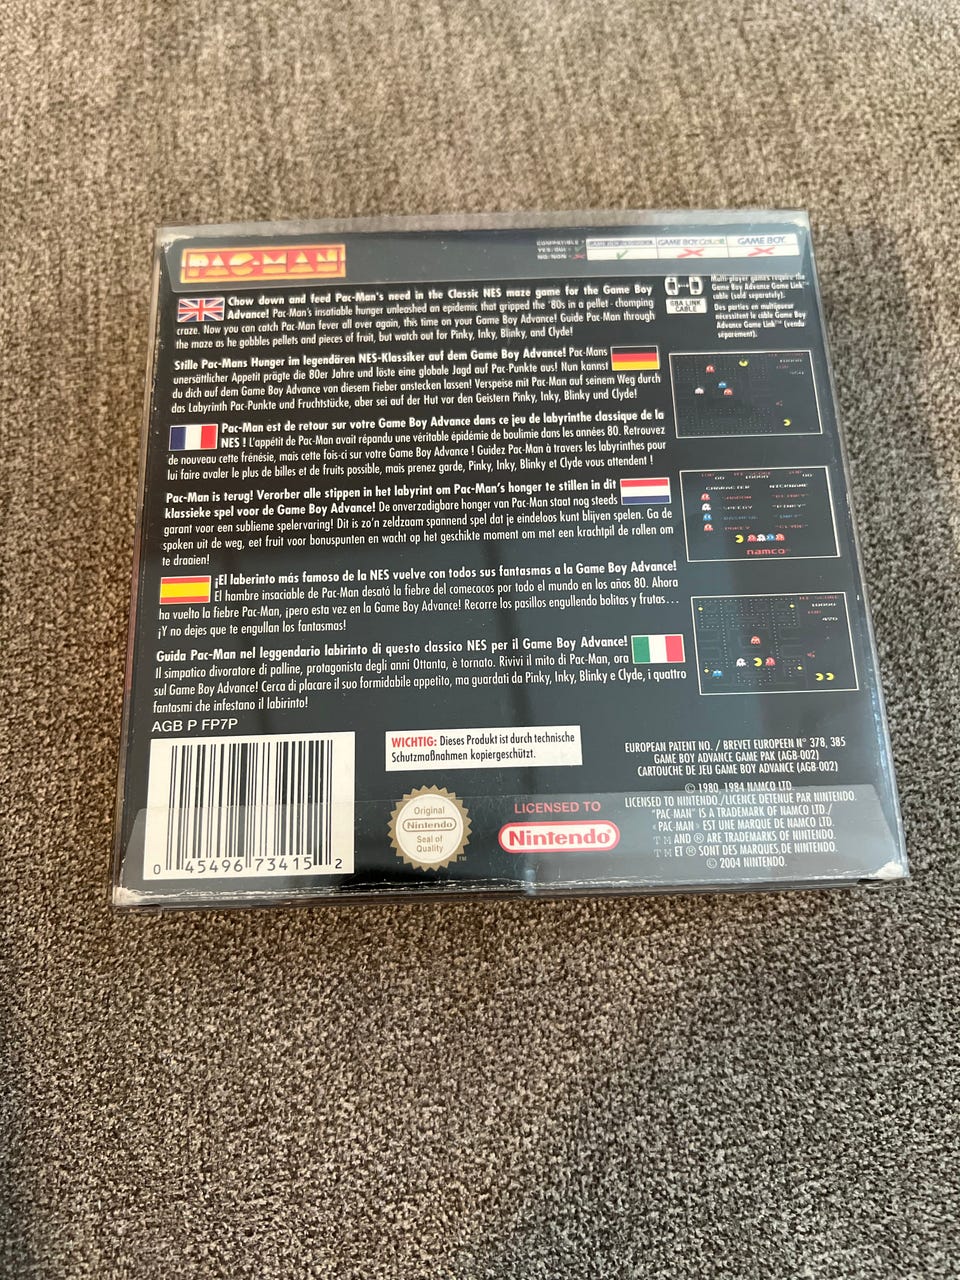 PAC-MAN
COMPATIBLE
YES/OUI
NO/NON
GAME BOY ADVANCE
GAME BOY COLOR
GAME BOY
Chow down and feed Pac-Man's need in the Classic NES maze game for the Game Boy
Advance! Pac-Man's insatiable hunger unleashed an epidemic that gripped the '80s in a pellet - chomping
craze. Now you can catch Pac-Man fever all over again, this time on your Game Boy Advance! Guide Pac-Man through
the maze as he gobbles pellets and pieces of fruit, but watch out for Pinky, Inky, Blinky, and Clyde!
GBA LINK
CABLE
Multi-player games require the
Game Boy Advance Game Link™
cable (sold separately).
Des parties en multijoueur
nécessitent le câble Game Boy
Advance Game Link™ (vendu
séparement).
Stille Pac-Mans Hunger im legendären NES-Klassiker auf dem Game Boy Advance! Pac-Mans
unersättlicher Appetit prägte die 80er Jahre und löste eine globale Jagd auf Pac-Punkte aus! Nun kannst
du dich auf dem Game Boy Advance von diesem Fieber anstecken lassen! Verspeise mit Pac-Man auf seinem Weg durch
das Labyrinth Pac-Punkte und Fruchtstücke, aber sei auf der Hut vor den Geistern Pinky, Inky, Blinky und Clyde!
Pac-Man est de retour sur votre Game Boy Advance dans ce jeu de labyrinthe classique de la
NES ! L'appétit de Pac-Man avait répandu une véritable épidémie de boulimie dans les années 80. Retrouvez
de nouveau cette frénésie, mais cette fois-ci sur votre Game Boy Advance ! Guidez Pac-Man à travers les labyrinthes pour
lui faire avaler le plus de billes et de fruits possible, mais prenez garde, Pinky, Inky, Blinky et Clyde vous attendent !
Pac-Man is terug! Verorber alle stippen in het labyrint om Pac-Man's honger te stillen in dit
klassieke spel voor de Game Boy Advance! De onverzadigbare honger van Pac-Man staat nog steeds
garant voor een sublieme spelervaring! Dit is zo'n zeldzaam spannend spel dat je eindeloos kunt blijven spelen. Ga de
spoken uit de weg, eet fruit voor bonuspunten en wacht op het geschikte moment om met een krachtpil de rollen om
te draaien!
HI SCORE
10000
CHARACTER NICKNAME
SHADOW "BLINKY"
SPEEDY "PINKY"
BASHFUL "INKY"
POKEY "CLYDE"
namco
¡El laberinto más famoso de la NES vuelve con todos sus fantasmas a la Game Boy Advance!
El hombre insaciable de Pac-Man desató la fiebre del comecocos por todo el mundo en los años 80. Ahora
ha vuelto la fiebre Pac-Man, ¡pero esta vez en la Game Boy Advance! Recorre los pasillos engullendo bolitas y frutas...
¡Y no dejes que te engullan los fantasmas!
HI SCORE
10000
Guida Pac-Man nel leggendario labirinto di questo classico NES per il Game Boy Advance!
Il simpatico divoratore di palline, protagonista degli anni Ottanta, è tornato. Rivivi il mito di Pac-Man, ora
sul Game Boy Advance! Cerca di placare il suo formidabile appetito, ma guardati da Pinky, Inky, Blinky e Clyde, i quattro
fantasmi che infestano il labirinto!
AGB P FP7P
0 45496 73415 2
WICHTIG: Dieses Produkt ist durch technische
Schutzmaßnahmen kopiergeschützt.
Original
Nintendo
Seal of
Quality
TM
LICENSED TO
Nintendo®
EUROPEAN PATENT NO. / BREVET EUROPEEN N° 378, 385
GAME BOY ADVANCE GAME PAK (AGB-002)
CARTOUCHE DE JEU GAME BOY ADVANCE (AGB-002)
© 1980, 1984 NAMCO LTD
LICENSED TO NINTENDO./LICENCE DETENUE PAR NINTENDO.
"PAC-MAN" IS A TRADEMARK OF NAMCO LTD /
« PAC-MAN » EST UNE MARQUE DE NAMCO LTD.
TM AND ® ARE TRADEMARKS OF NINTENDO.
TM ET ® SONT DES MARQUES DE NINTENDO.
© 2004 NINTENDO.